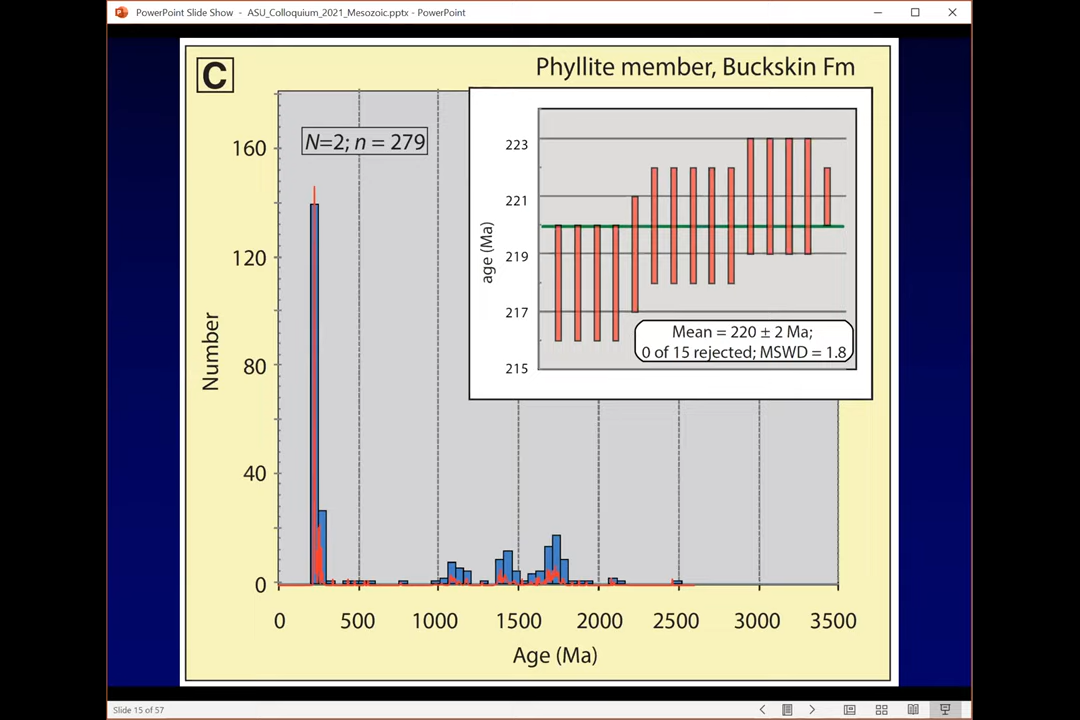 PowerPoint Slide Show - ASU_Colloquium_2021_Mesozoic.pptx - PowerPoint
C
Phyllite member, Buckskin Fm
N=2; n = 279
160
120
80
40
0
Number
0 500 1000 1500 2000 2500 3000 3500
Age (Ma)
223
221
219
217
215
age (Ma)
Mean = 220 ± 2 Ma;
0 of 15 rejected; MSWD = 1.8
Slide 15 of 57